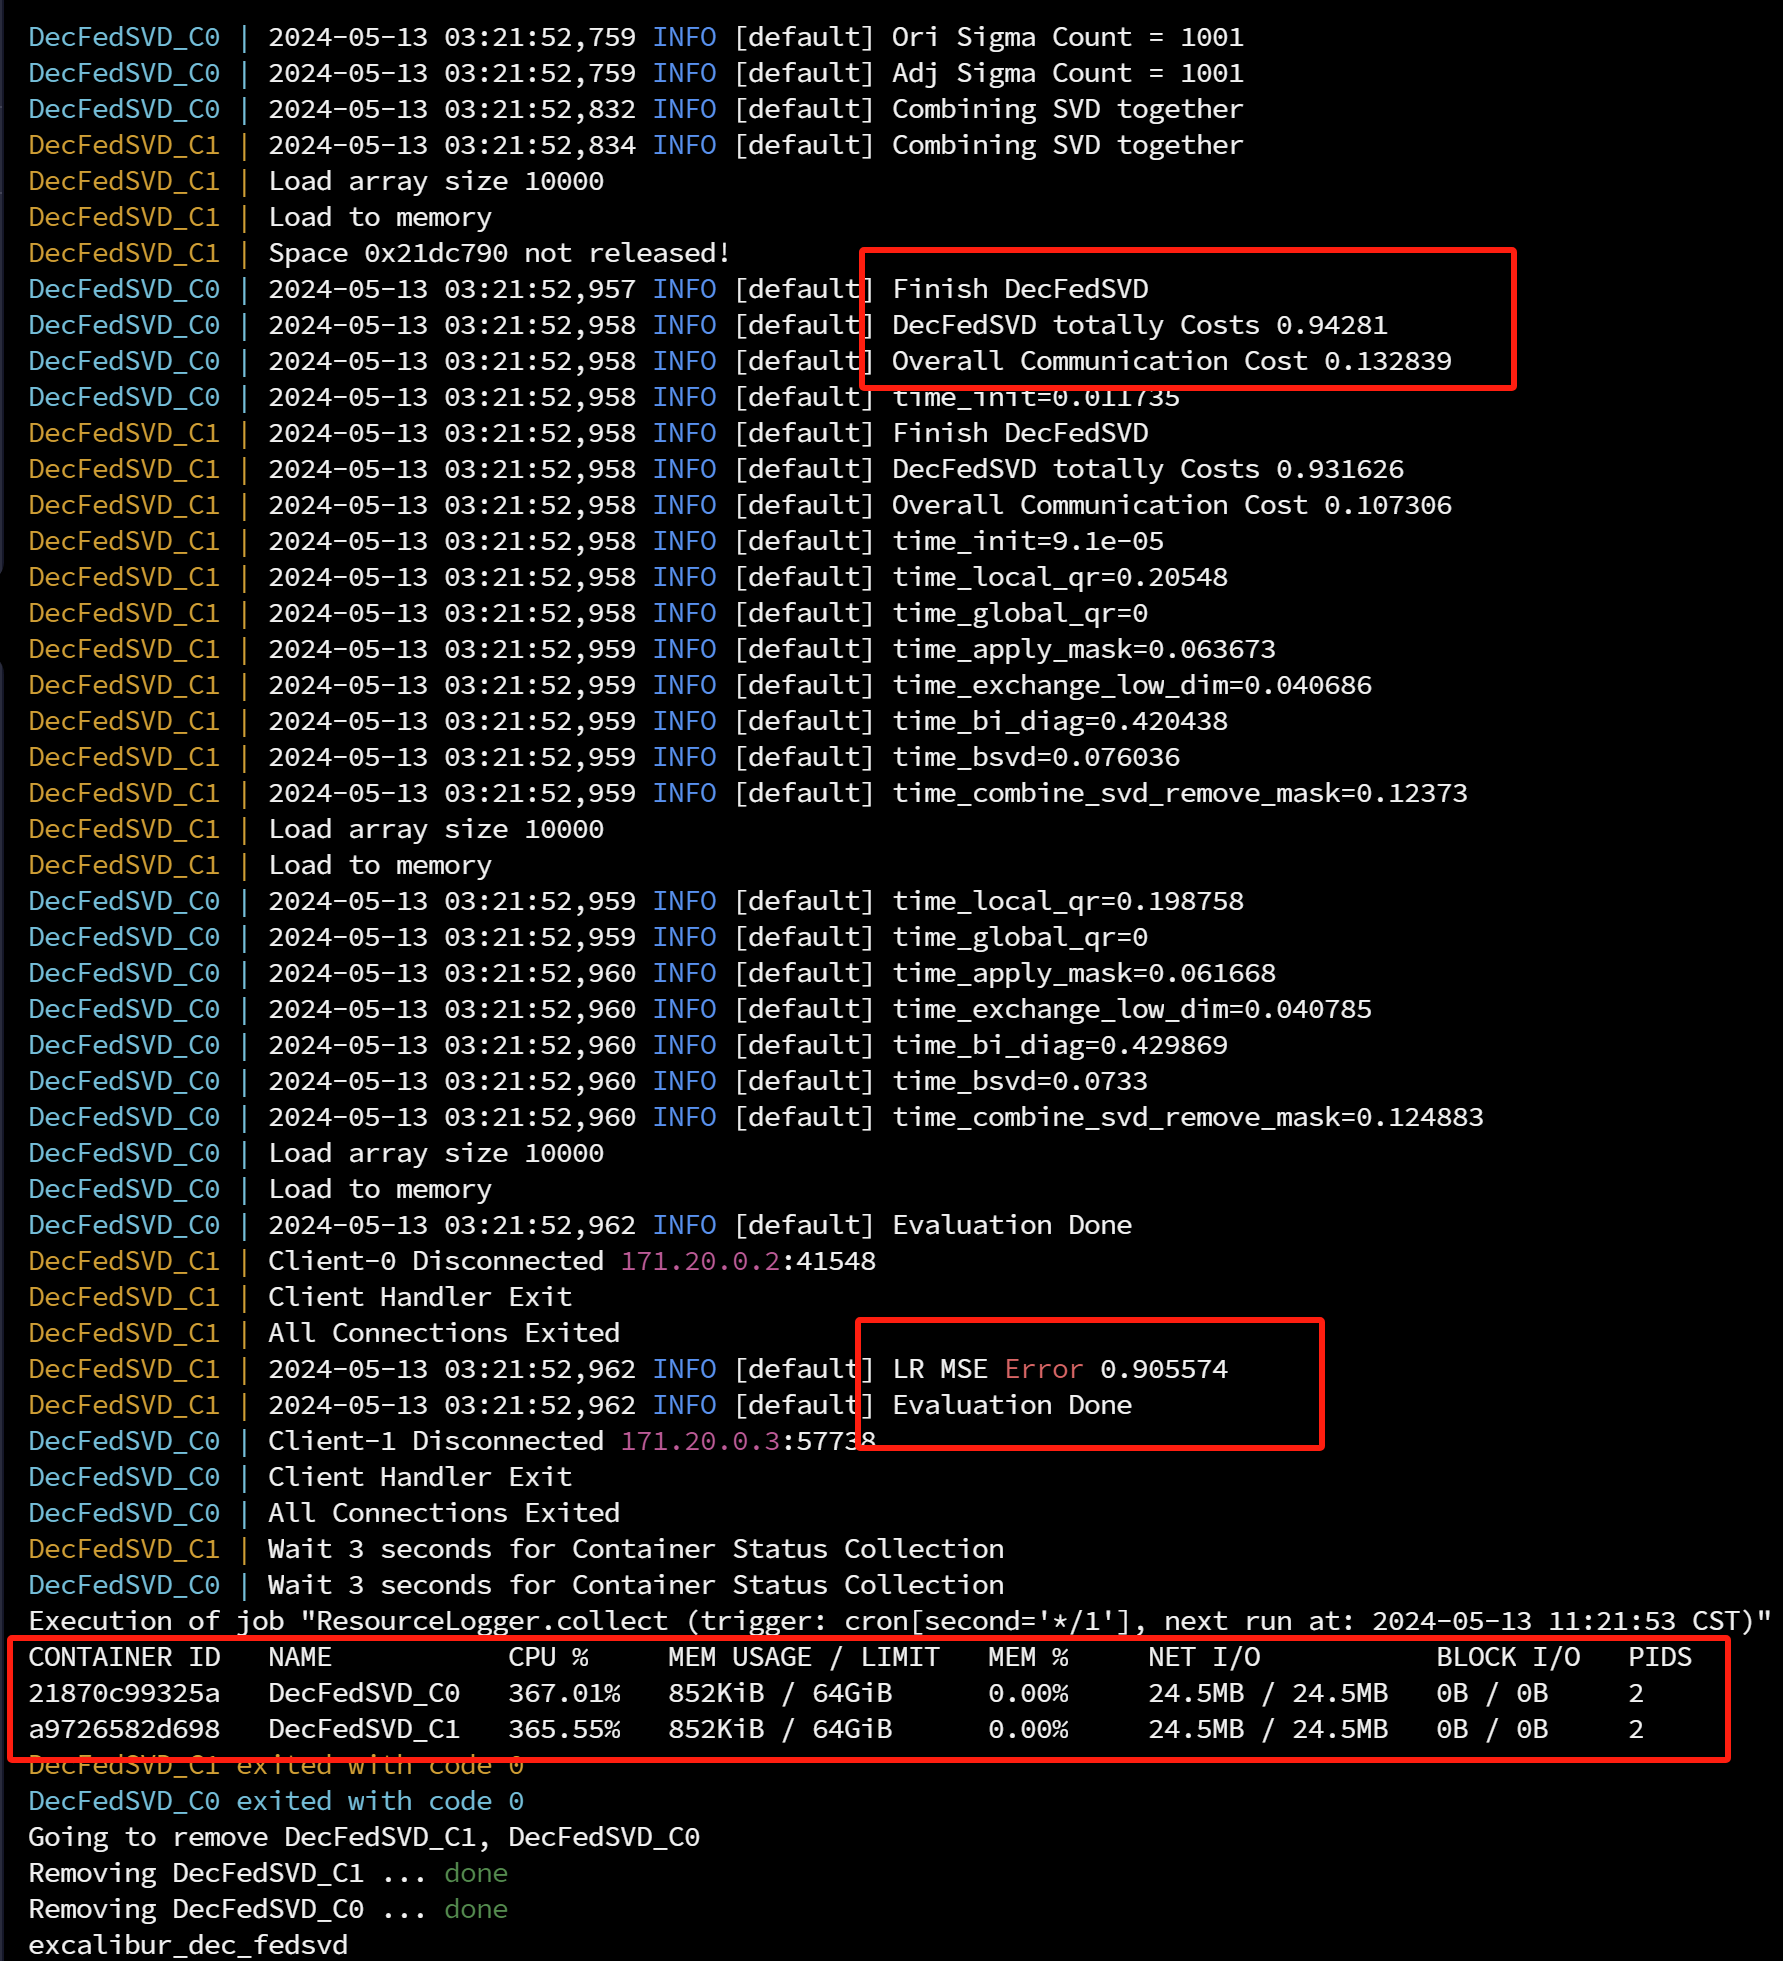 DecFedSVD_C0 | 2024-05-13 03:21:52,759 INFO [default] Ori Sigma Count = 1001
DecFedSVD_C0 | 2024-05-13 03:21:52,759 INFO [default] Adj Sigma Count = 1001
DecFedSVD_C0 | 2024-05-13 03:21:52,832 INFO [default] Combining SVD together
DecFedSVD_C1 | 2024-05-13 03:21:52,834 INFO [default] Combining SVD together
DecFedSVD_C1 | Load array size 10000
DecFedSVD_C1 | Load to memory
DecFedSVD_C1 | Space 0x21dc790 not released!
DecFedSVD_C0 | 2024-05-13 03:21:52,957 INFO [default] Finish DecFedSVD
DecFedSVD_C0 | 2024-05-13 03:21:52,958 INFO [default] DecFedSVD totally Costs 0.94281
DecFedSVD_C0 | 2024-05-13 03:21:52,958 INFO [default] Overall Communication Cost 0.132839
DecFedSVD_C0 | 2024-05-13 03:21:52,958 INFO [default] time_init=0.011735
DecFedSVD_C1 | 2024-05-13 03:21:52,958 INFO [default] Finish DecFedSVD
DecFedSVD_C1 | 2024-05-13 03:21:52,958 INFO [default] DecFedSVD totally Costs 0.931626
DecFedSVD_C1 | 2024-05-13 03:21:52,958 INFO [default] Overall Communication Cost 0.107306
DecFedSVD_C1 | 2024-05-13 03:21:52,958 INFO [default] time_init=9.1e-05
DecFedSVD_C1 | 2024-05-13 03:21:52,958 INFO [default] time_local_qr=0.20548
DecFedSVD_C1 | 2024-05-13 03:21:52,958 INFO [default] time_global_qr=0
DecFedSVD_C1 | 2024-05-13 03:21:52,959 INFO [default] time_apply_mask=0.063673
DecFedSVD_C1 | 2024-05-13 03:21:52,959 INFO [default] time_exchange_low_dim=0.040686
DecFedSVD_C1 | 2024-05-13 03:21:52,959 INFO [default] time_bi_diag=0.420438
DecFedSVD_C1 | 2024-05-13 03:21:52,959 INFO [default] time_bsvd=0.076036
DecFedSVD_C1 | 2024-05-13 03:21:52,959 INFO [default] time_combine_svd_remove_mask=0.12373
DecFedSVD_C1 | Load array size 10000
DecFedSVD_C1 | Load to memory
DecFedSVD_C0 | 2024-05-13 03:21:52,959 INFO [default] time_local_qr=0.198758
DecFedSVD_C0 | 2024-05-13 03:21:52,959 INFO [default] time_global_qr=0
DecFedSVD_C0 | 2024-05-13 03:21:52,960 INFO [default] time_apply_mask=0.061668
DecFedSVD_C0 | 2024-05-13 03:21:52,960 INFO [default] time_exchange_low_dim=0.040785
DecFedSVD_C0 | 2024-05-13 03:21:52,960 INFO [default] time_bi_diag=0.429869
DecFedSVD_C0 | 2024-05-13 03:21:52,960 INFO [default] time_bsvd=0.0733
DecFedSVD_C0 | 2024-05-13 03:21:52,960 INFO [default] time_combine_svd_remove_mask=0.124883
DecFedSVD_C0 | Load array size 10000
DecFedSVD_C0 | Load to memory
DecFedSVD_C0 | 2024-05-13 03:21:52,962 INFO [default] Evaluation Done
DecFedSVD_C1 | Client-0 Disconnected 171.20.0.2:41548
DecFedSVD_C1 | Client Handler Exit
DecFedSVD_C1 | All Connections Exited
DecFedSVD_C1 | 2024-05-13 03:21:52,962 INFO [default] LR MSE Error 0.905574
DecFedSVD_C1 | 2024-05-13 03:21:52,962 INFO [default] Evaluation Done
DecFedSVD_C0 | Client-1 Disconnected 171.20.0.3:57738
DecFedSVD_C0 | Client Handler Exit
DecFedSVD_C0 | All Connections Exited
DecFedSVD_C1 | Wait 3 seconds for Container Status Collection
DecFedSVD_C0 | Wait 3 seconds for Container Status Collection
Execution of job "ResourceLogger.collect (trigger: cron[second='*/1'], next run at: 2024-05-13 11:21:53 CST)"
CONTAINER ID   NAME           CPU %     MEM USAGE / LIMIT   MEM %     NET I/O           BLOCK I/O   PIDS
21870c99325a   DecFedSVD_C0   367.01%   852KiB / 64GiB      0.00%     24.5MB / 24.5MB   0B / 0B     2
a9726582d698   DecFedSVD_C1   365.55%   852KiB / 64GiB      0.00%     24.5MB / 24.5MB   0B / 0B     2
DecFedSVD_C1 exited with code 0
DecFedSVD_C0 exited with code 0
Going to remove DecFedSVD_C1, DecFedSVD_C0
Removing DecFedSVD_C1 ... done
Removing DecFedSVD_C0 ... done
excalibur_dec_fedsvd